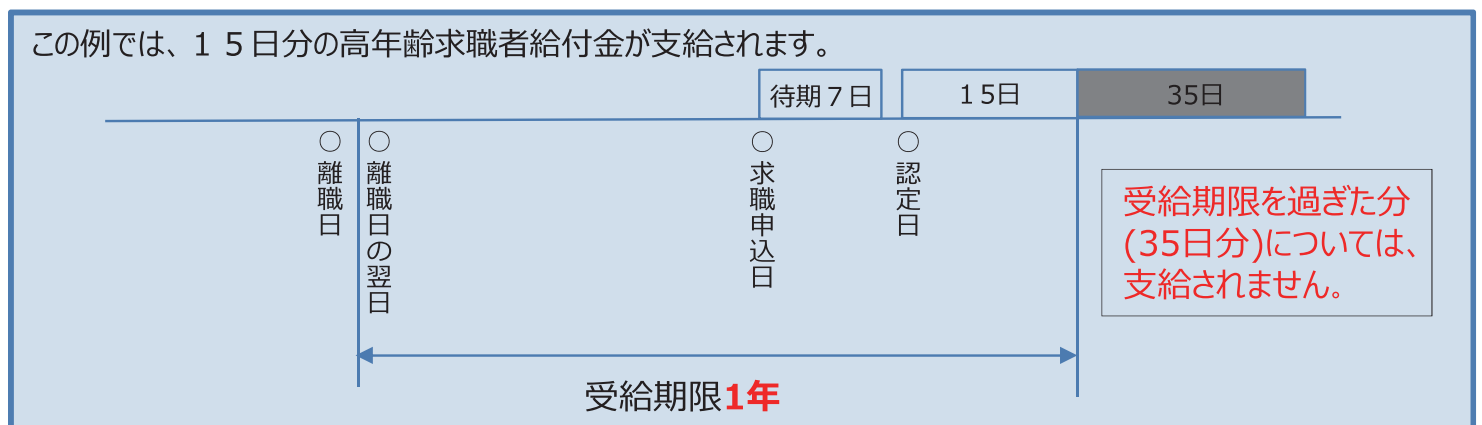 この例では、１５日分の高年齢求職者給付金が支給されます。
待期７日
１５日
35日
○離職日
○離職日の翌日
○求職申込日
○認定日
受給期限を過ぎた分
(35日分)については、
支給されません。
受給期限1年